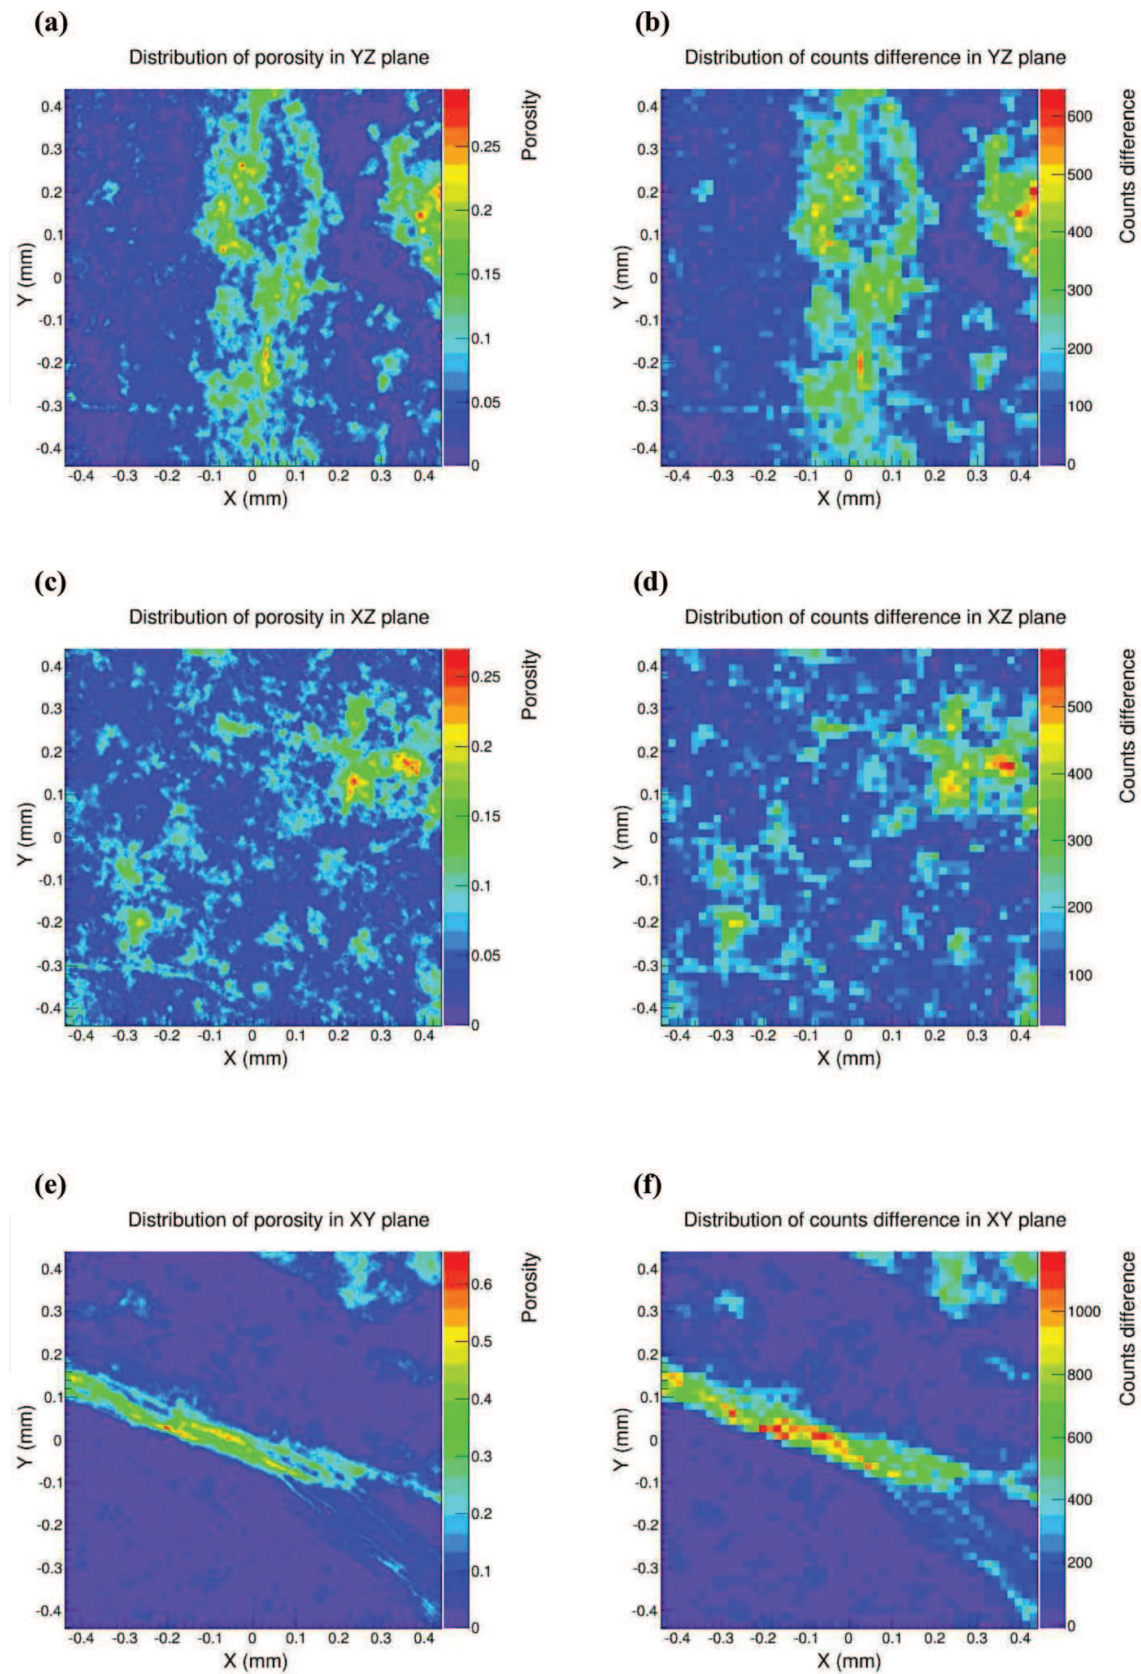 (a)
Distribution of porosity in YZ plane
0.4
0.3
0.2
0.1
0
-0.1
-0.2
-0.3
-0.4
Y (mm)
-0.4 -0.3 -0.2 -0.1 0 0.1 0.2 0.3 0.4
X (mm)
0.25
0.2
0.15
0.1
0.05
0
Porosity
(b)
Distribution of counts difference in YZ plane
0.4
0.3
0.2
0.1
0
-0.1
-0.2
-0.3
-0.4
Y (mm)
-0.4 -0.3 -0.2 -0.1 0 0.1 0.2 0.3 0.4
X (mm)
600
500
400
300
200
100
0
Counts difference
(c)
Distribution of porosity in XZ plane
0.4
0.3
0.2
0.1
0
-0.1
-0.2
-0.3
-0.4
Y (mm)
-0.4 -0.3 -0.2 -0.1 0 0.1 0.2 0.3 0.4
X (mm)
0.25
0.2
0.15
0.1
0.05
0
Porosity
(d)
Distribution of counts difference in XZ plane
0.4
0.3
0.2
0.1
0
-0.1
-0.2
-0.3
-0.4
Y (mm)
-0.4 -0.3 -0.2 -0.1 0 0.1 0.2 0.3 0.4
X (mm)
500
400
300
200
100
Counts difference
(e)
Distribution of porosity in XY plane
0.4
0.3
0.2
0.1
0
-0.1
-0.2
-0.3
-0.4
Y (mm)
-0.4 -0.3 -0.2 -0.1 0 0.1 0.2 0.3 0.4
X (mm)
0.6
0.5
0.4
0.3
0.2
0.1
0
Porosity
(f)
Distribution of counts difference in XY plane
0.4
0.3
0.2
0.1
0
-0.1
-0.2
-0.3
-0.4
Y (mm)
-0.4 -0.3 -0.2 -0.1 0 0.1 0.2 0.3 0.4
X (mm)
1000
800
600
400
200
0
Counts difference